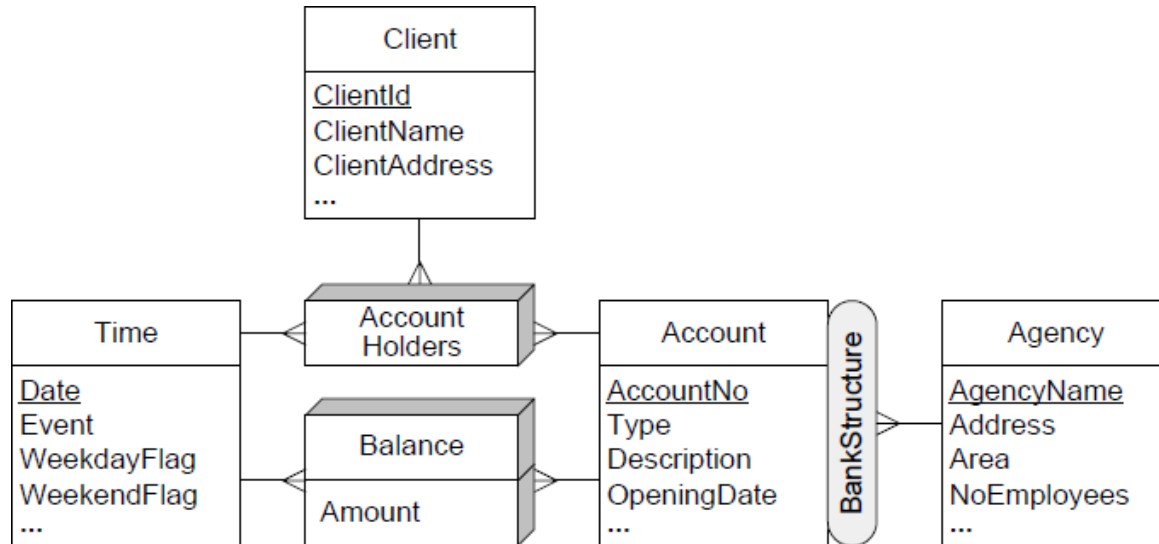 Client
ClientId
ClientName
ClientAddress
...
Time
Date
Event
WeekdayFlag
WeekendFlag
...
Account
Holders
Balance
Amount
Account
AccountNo
Type
Description
OpeningDate
...
BankStructure
Agency
AgencyName
Address
Area
NoEmployees
...